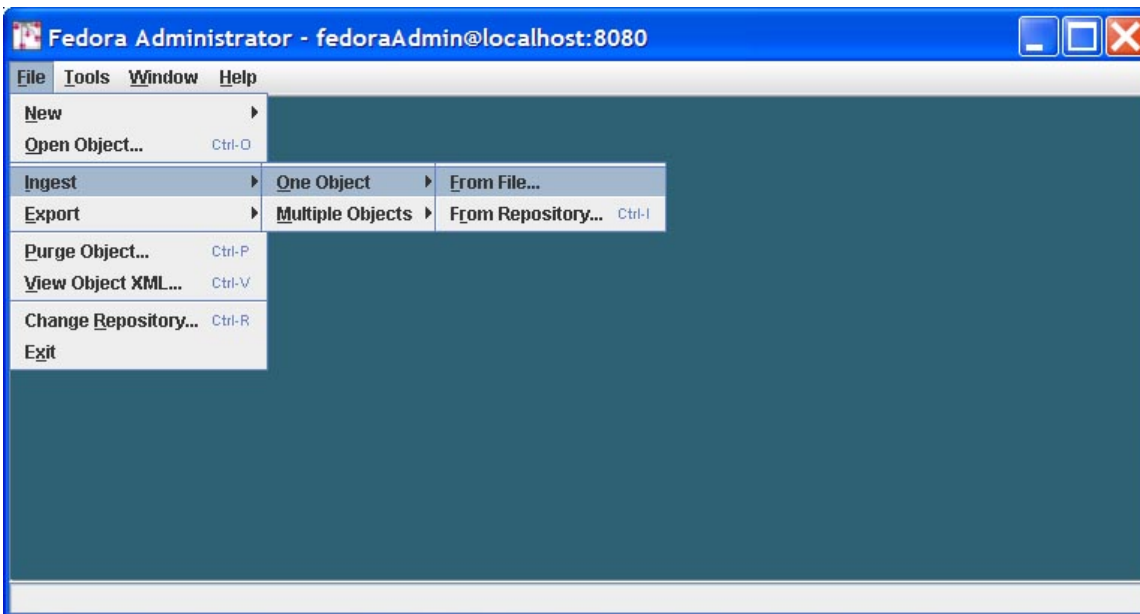 Fedora Administrator - fedoraAdmin@localhost:8080
File Tools Window Help
New
Open Object... Ctrl-O
Ingest One Object From File...
Export Multiple Objects From Repository... Ctrl-I
Purge Object... Ctrl-P
View Object XML... Ctrl-V
Change Repository... Ctrl-R
Exit